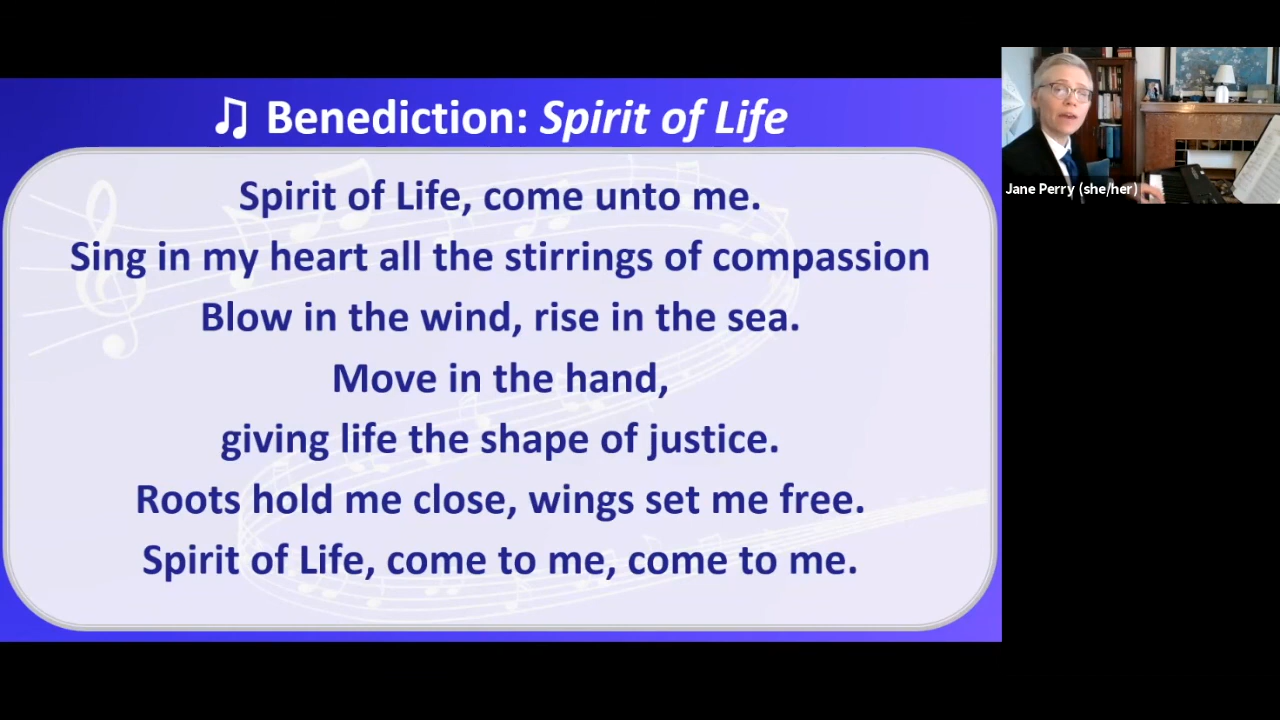 ♫ Benediction: Spirit of Life
Spirit of Life, come unto me.
Sing in my heart all the stirrings of compassion
Blow in the wind, rise in the sea.
Move in the hand,
giving life the shape of justice.
Roots hold me close, wings set me free.
Spirit of Life, come to me, come to me.
Jane Perry (she/her)